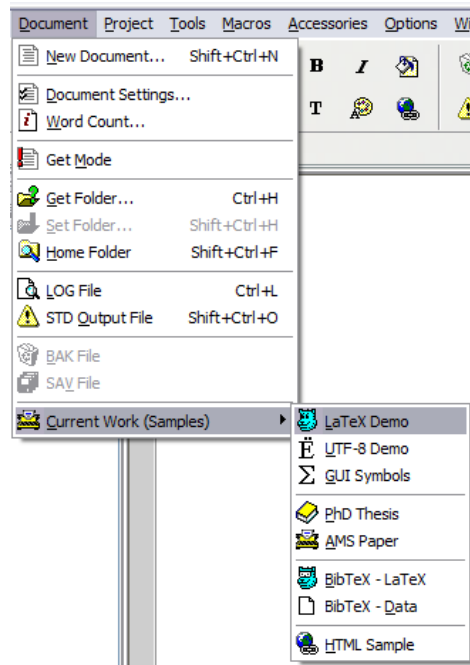 Document Project Tools Macros Accessories Options Wi
New Document... Shift+Ctrl+N
B I
Document Settings...
T
Word Count...
Get Mode
Get Folder... Ctrl+H
Set Folder... Shift+Ctrl+H
Home Folder Shift+Ctrl+F
LOG File Ctrl+L
STD Output File Shift+Ctrl+O
BAK File
SAV File
Current Work (Samples)
LaTeX Demo
Ë UTF-8 Demo
Σ GUI Symbols
PhD Thesis
AMS Paper
BibTeX - LaTeX
BibTeX - Data
HTML Sample